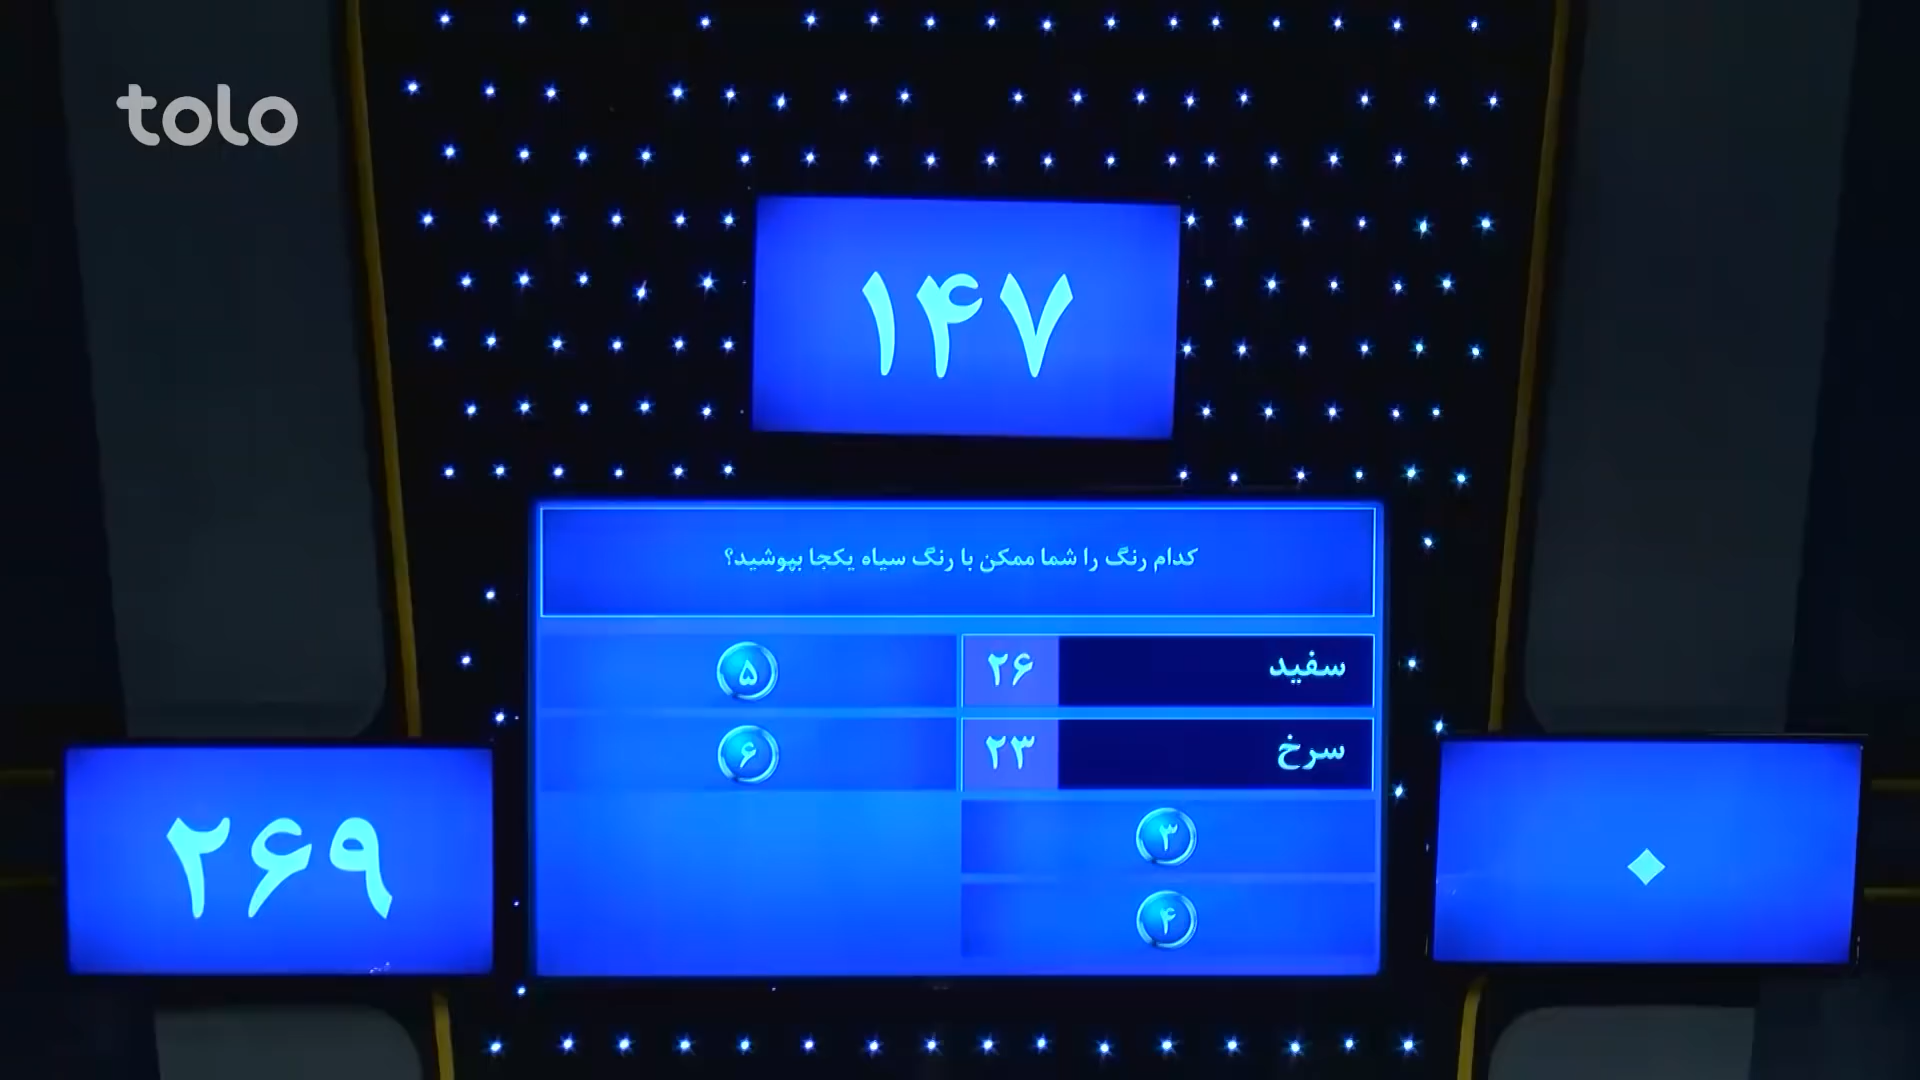 tolo
۱۴۷
کدام رنگ را شما ممکن با رنگ سیاه یکجا بپوشید؟
سفید ۲۶
سرخ ۲۳
۳
۴
۵
۶
۲۶۹
۰